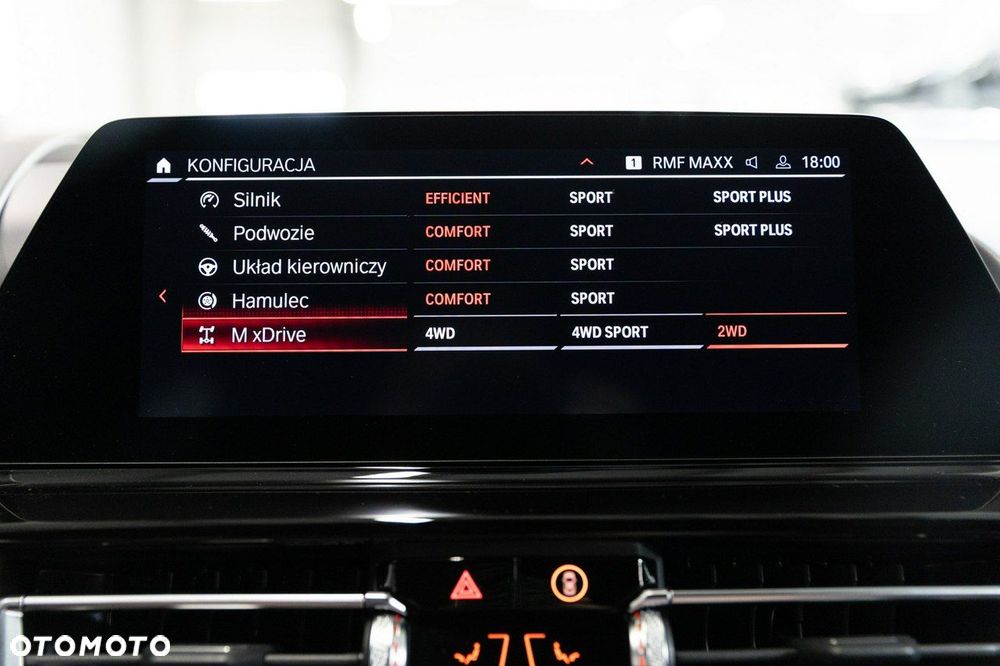 KONFIGURACJA 1 RMF MAXX 18:00
Silnik EFFICIENT SPORT SPORT PLUS
Podwozie COMFORT SPORT SPORT PLUS
Układ kierowniczy COMFORT SPORT
Hamulec COMFORT SPORT
M xDrive 4WD 4WD SPORT 2WD
OTOMOTO